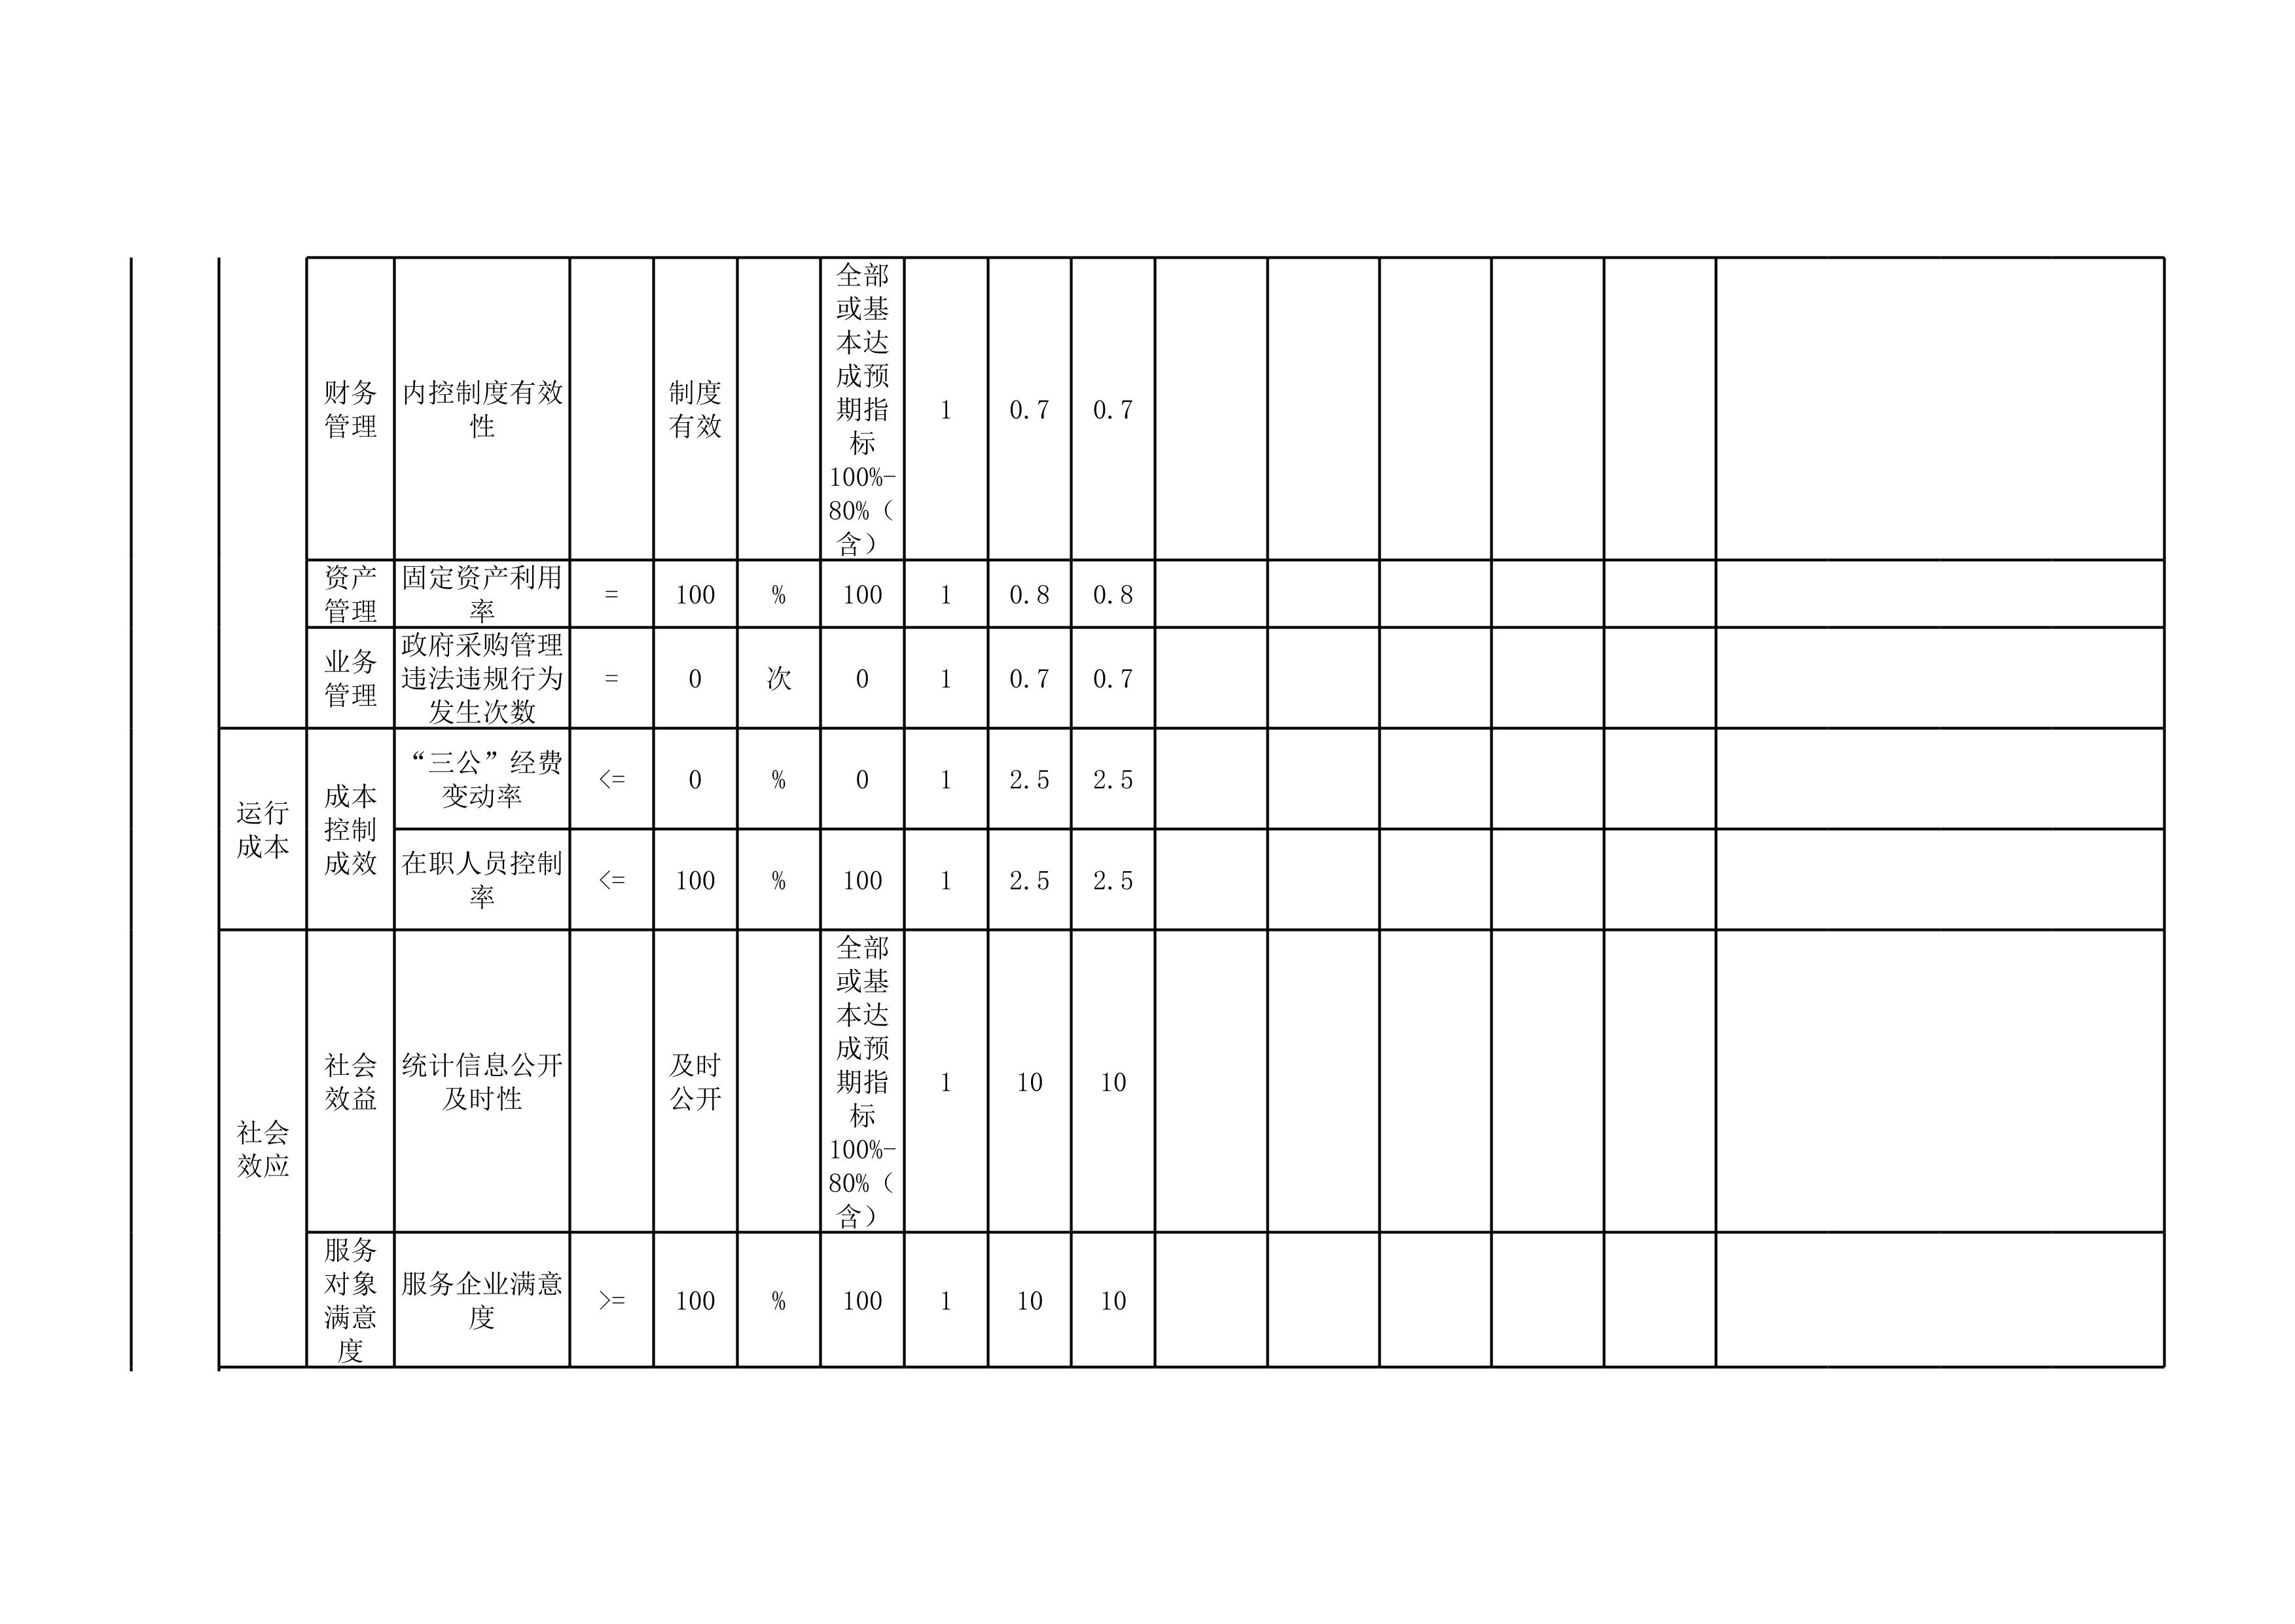 财务
管理
内控制度有效
性
制度
有效
全部
或基
本达
成预
期指
标
100%-
80%（
含）
1
0.7
0.7
资产
管理
固定资产利用
率
=
100
%
100
1
0.8
0.8
业务
管理
政府采购管理
违法违规行为
发生次数
=
0
次
0
1
0.7
0.7
运行
成本
成本
控制
成效
“三公”经费
变动率
<=
0
%
0
1
2.5
2.5
在职人员控制
率
<=
100
%
100
1
2.5
2.5
社会
效应
社会
效益
统计信息公开
及时性
及时
公开
全部
或基
本达
成预
期指
标
100%-
80%（
含）
1
10
10
服务
对象
满意
度
服务企业满意
度
>=
100
%
100
1
10
10